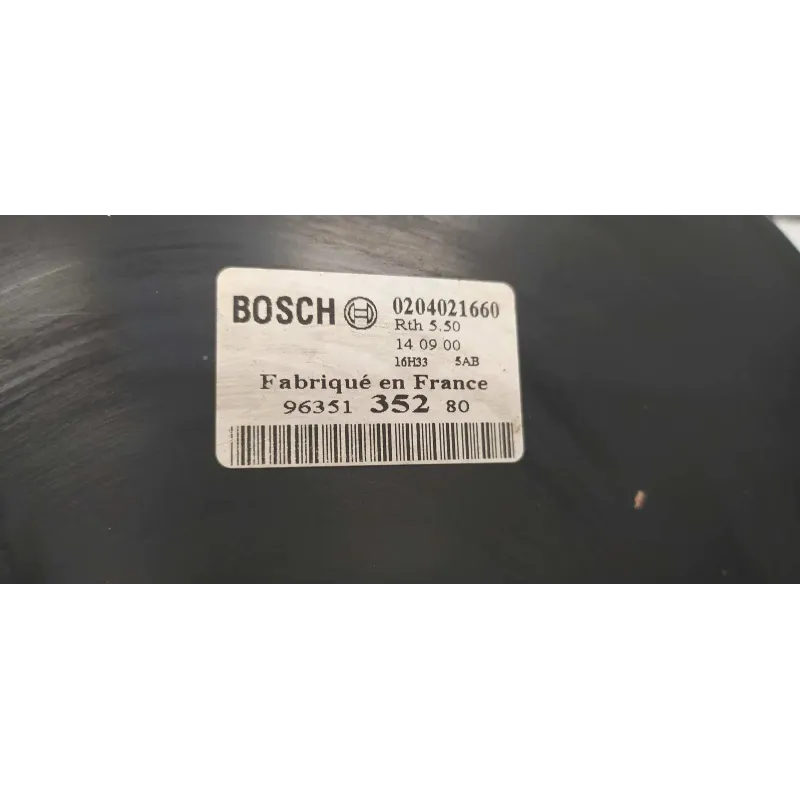 BOSCH 0204021660
Rth 5.50
14 09 00
16H33 5AB
Fabriqué en France
96351 352 80